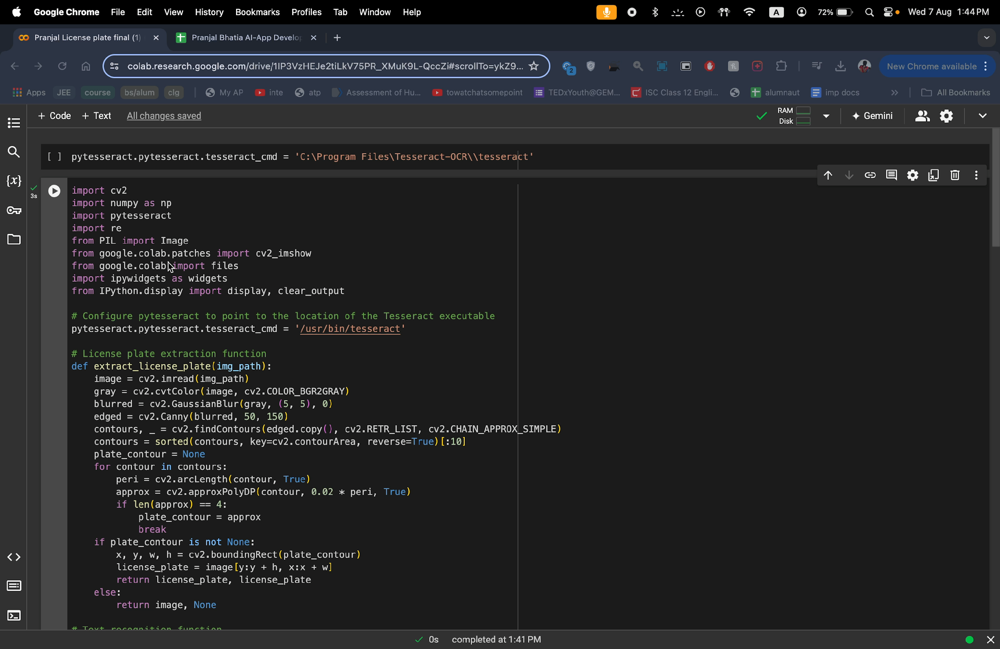 Google Chrome File Edit View History Bookmarks Profiles Tab Window Help A 72% Wed 7 Aug 1:44 PM
Pranjal License plate final (1) Pranjal Bhatia AI-App Develop
colab.research.google.com/drive/1IP3VzHEJe2tiLkV75PR_XMuK9L-QccZi#scrollTo=ykZ9... 2 New Chrome available
Apps JEE course bs/alum clg My AP inte atp Assessment of Hu... towatchsomepoint TEDxYouth@GEM... ISC Class 12 Engli... alumnaut imp docs » All Bookmarks
+ Code + Text All changes saved RAM Disk Gemini
[ ] pytesseract.pytesseract.tesseract_cmd = 'C:\Program Files\Tesseract-OCR\\tesseract'
3s
import cv2
import numpy as np
import pytesseract
import re
from PIL import Image
from google.colab.patches import cv2_imshow
from google.colab import files
import ipywidgets as widgets
from IPython.display import display, clear_output
# Configure pytesseract to point to the location of the Tesseract executable
pytesseract.pytesseract.tesseract_cmd = '/usr/bin/tesseract'
# License plate extraction function
def extract_license_plate(img_path):
    image = cv2.imread(img_path)
    gray = cv2.cvtColor(image, cv2.COLOR_BGR2GRAY)
    blurred = cv2.GaussianBlur(gray, (5, 5), 0)
    edged = cv2.Canny(blurred, 50, 150)
    contours, _ = cv2.findContours(edged.copy(), cv2.RETR_LIST, cv2.CHAIN_APPROX_SIMPLE)
    contours = sorted(contours, key=cv2.contourArea, reverse=True)[:10]
    plate_contour = None
    for contour in contours:
        peri = cv2.arcLength(contour, True)
        approx = cv2.approxPolyDP(contour, 0.02 * peri, True)
        if len(approx) == 4:
            plate_contour = approx
            break
    if plate_contour is not None:
        x, y, w, h = cv2.boundingRect(plate_contour)
        license_plate = image[y:y + h, x:x + w]
        return license_plate, license_plate
    else:
        return image, None
# Text recognition function
0s completed at 1:41 PM